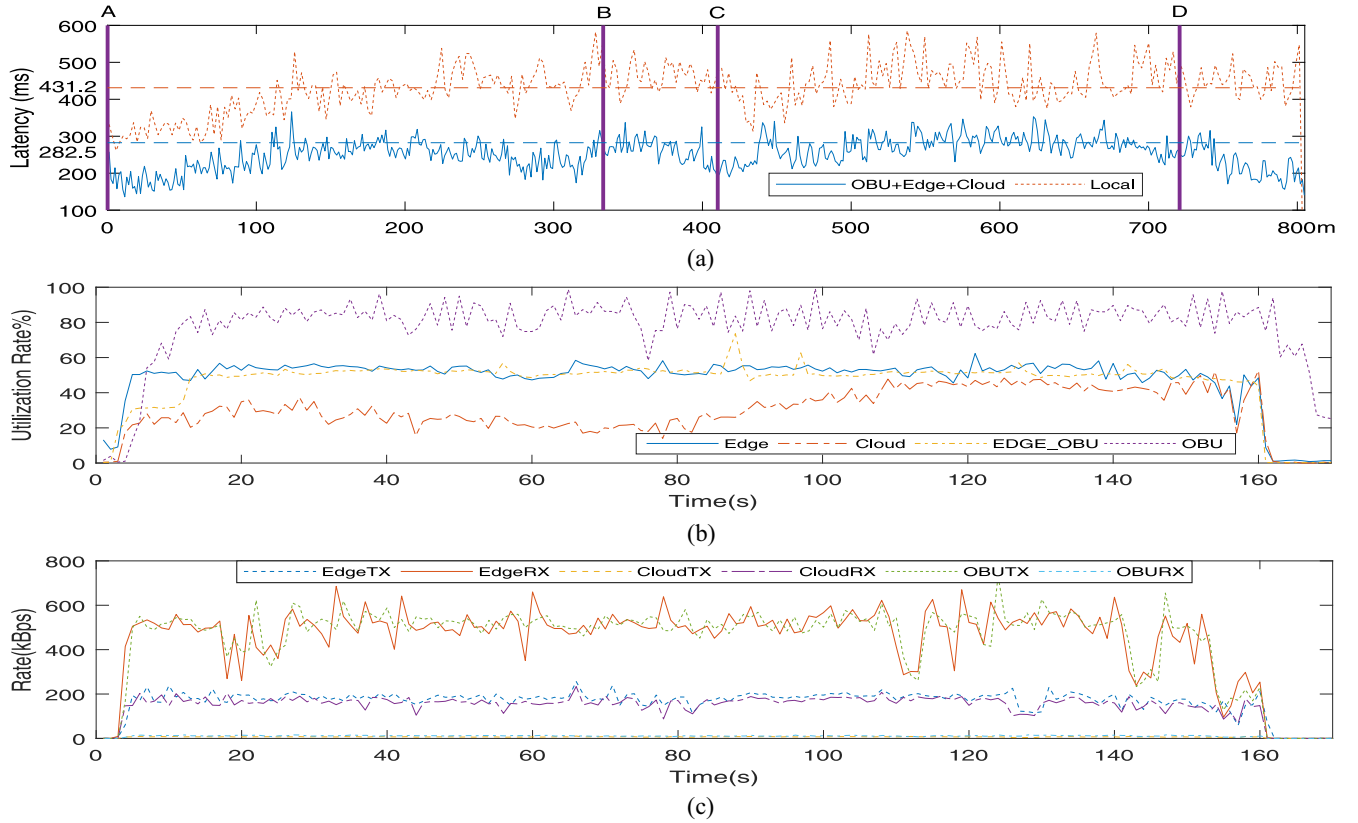 A B C D
600
500
431.2
400
300
282.5
200
100
Latency (ms)
OBU+Edge+Cloud Local
0 100 200 300 400 500 600 700 800m
(a)
100
80
60
40
20
0
Utilization Rate%)
Edge Cloud EDGE_OBU OBU
0 20 40 60 80 100 120 140 160
Time(s)
(b)
800
600
400
200
0
Rate(kBps)
EdgeTX EdgeRX CloudTX CloudRX OBUTX OBURX
0 20 40 60 80 100 120 140 160
Time(s)
(c)